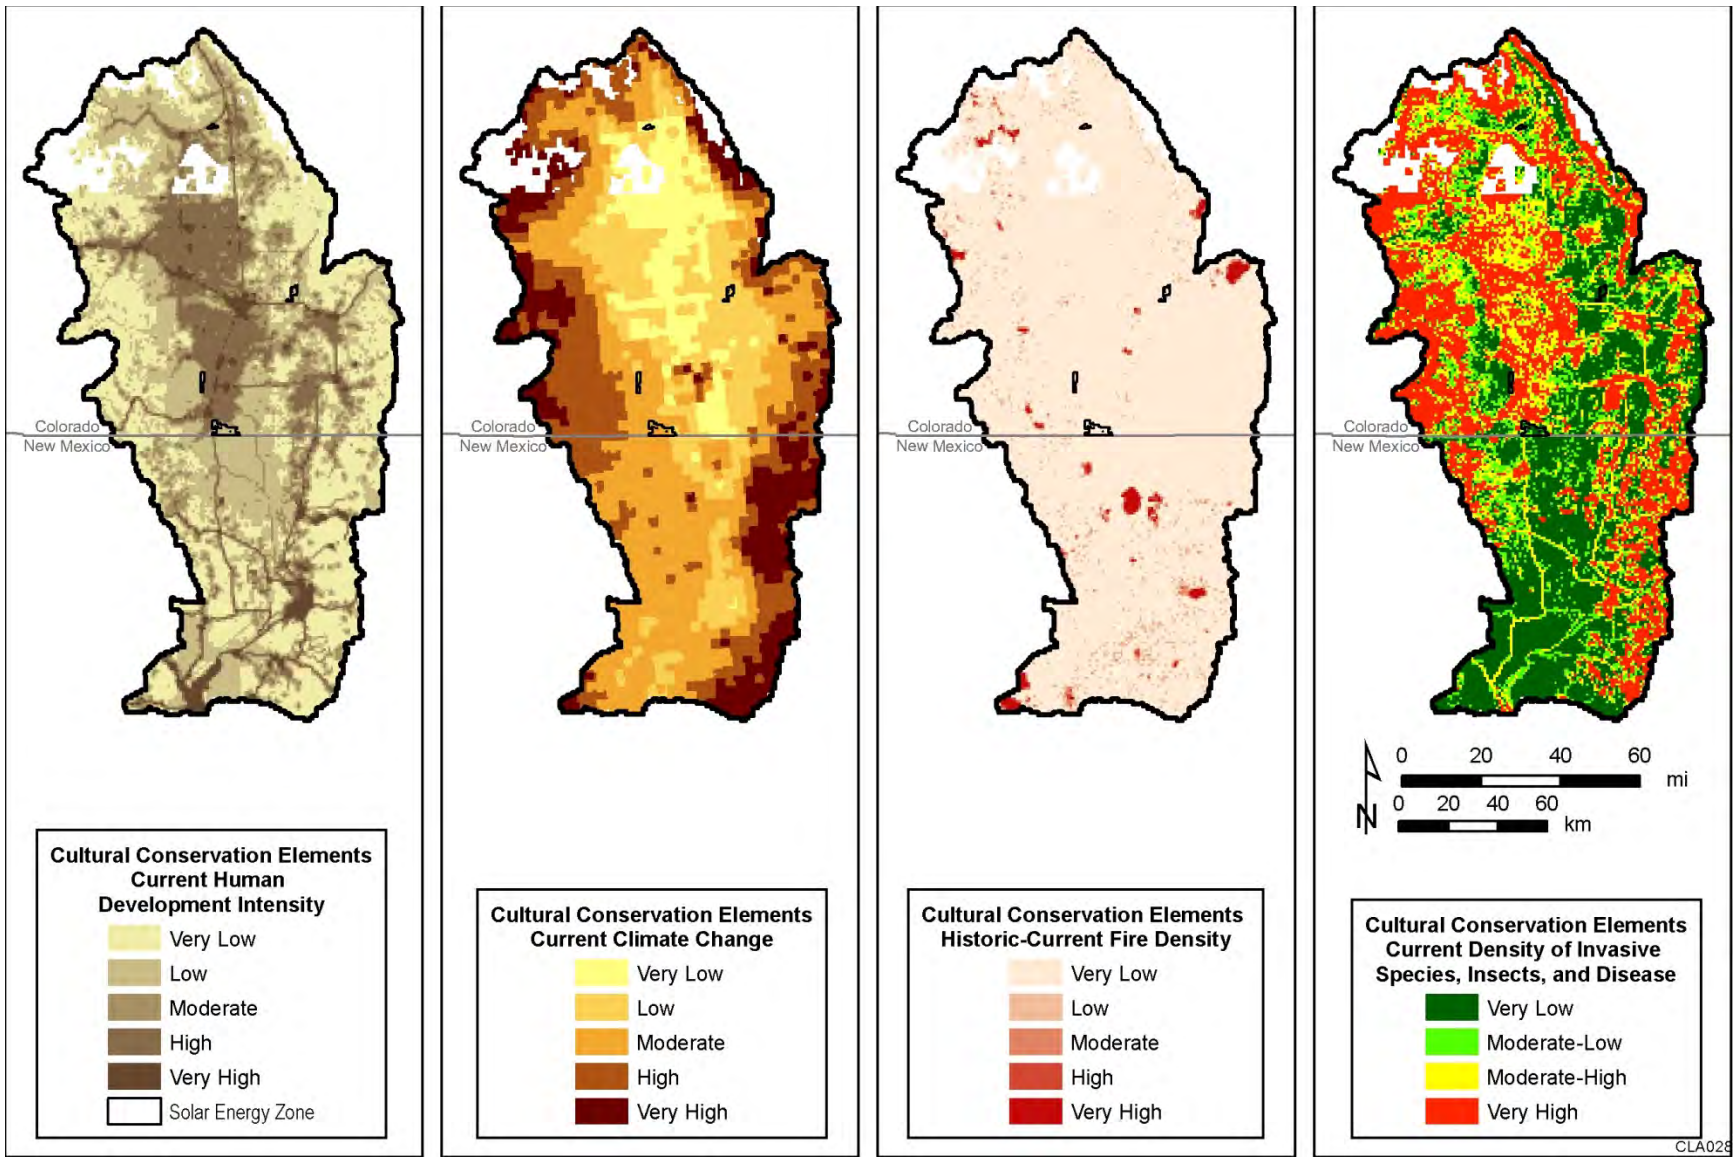 Colorado
New Mexico
Cultural Conservation Elements
Current Human
Development Intensity
Very Low
Low
Moderate
High
Very High
Solar Energy Zone
Colorado
New Mexico
Cultural Conservation Elements
Current Climate Change
Very Low
Low
Moderate
High
Very High
Colorado
New Mexico
Cultural Conservation Elements
Historic-Current Fire Density
Very Low
Low
Moderate
High
Very High
Colorado
New Mexico
0 20 40 60
mi
0 20 40 60
km
N
Cultural Conservation Elements
Current Density of Invasive
Species, Insects, and Disease
Very Low
Moderate-Low
Moderate-High
Very High
CLA028